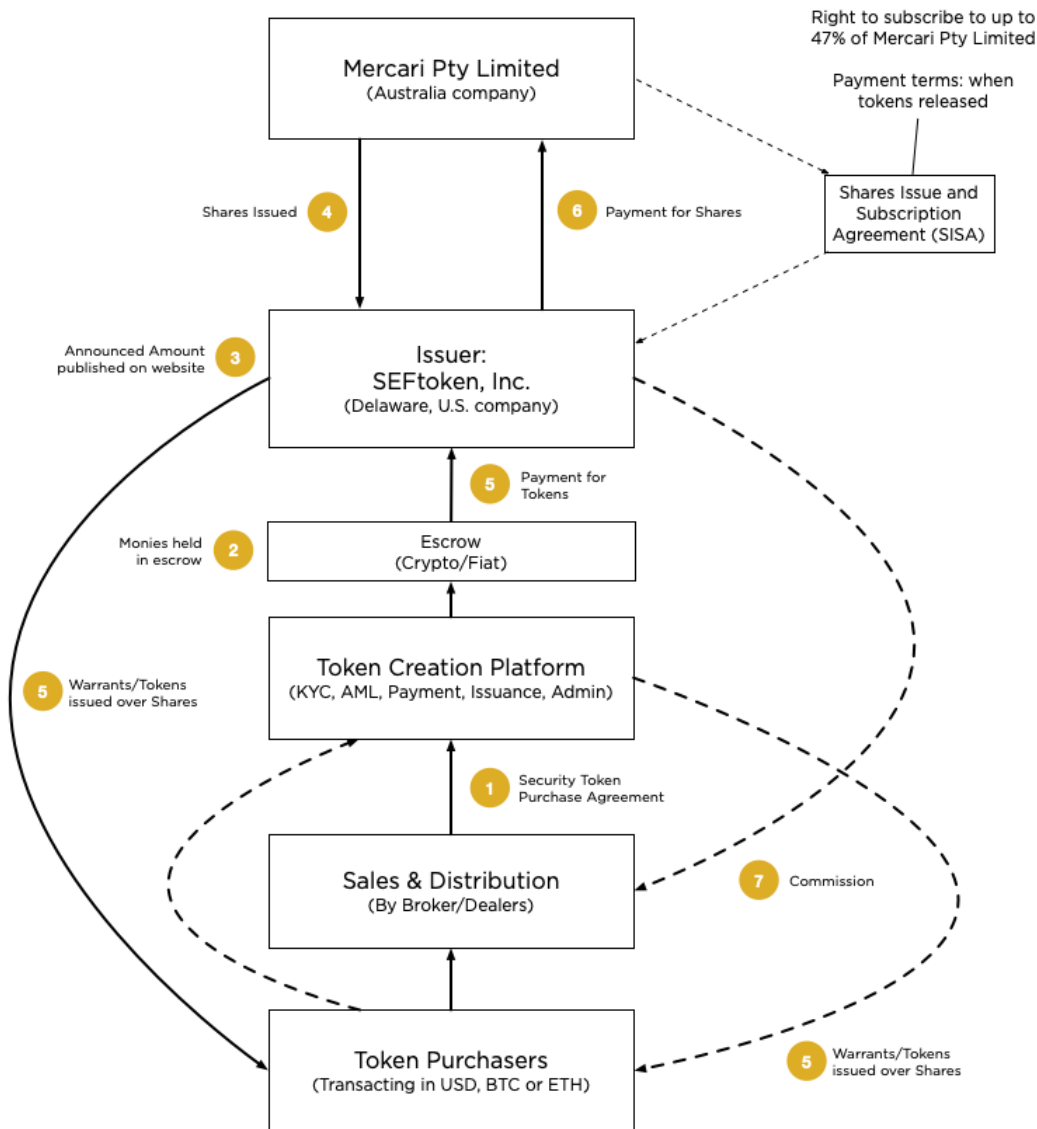 Right to subscribe to up to
47% of Mercari Pty Limited
Mercari Pty Limited
(Australia company)
Payment terms: when
tokens released
Shares Issue and
Subscription
Agreement (SISA)
Shares Issued
4
6
Payment for Shares
Announced Amount
published on website
3
Issuer:
SEFtoken, Inc.
(Delaware, U.S. company)
5
Payment for
Tokens
Monies held
in escrow
2
Escrow
(Crypto/Fiat)
Token Creation Platform
(KYC, AML, Payment, Issuance, Admin)
5
Warrants/Tokens
issued over Shares
1
Security Token
Purchase Agreement
Sales & Distribution
(By Broker/Dealers)
7
Commission
Token Purchasers
(Transacting in USD, BTC or ETH)
5
Warrants/Tokens
issued over Shares